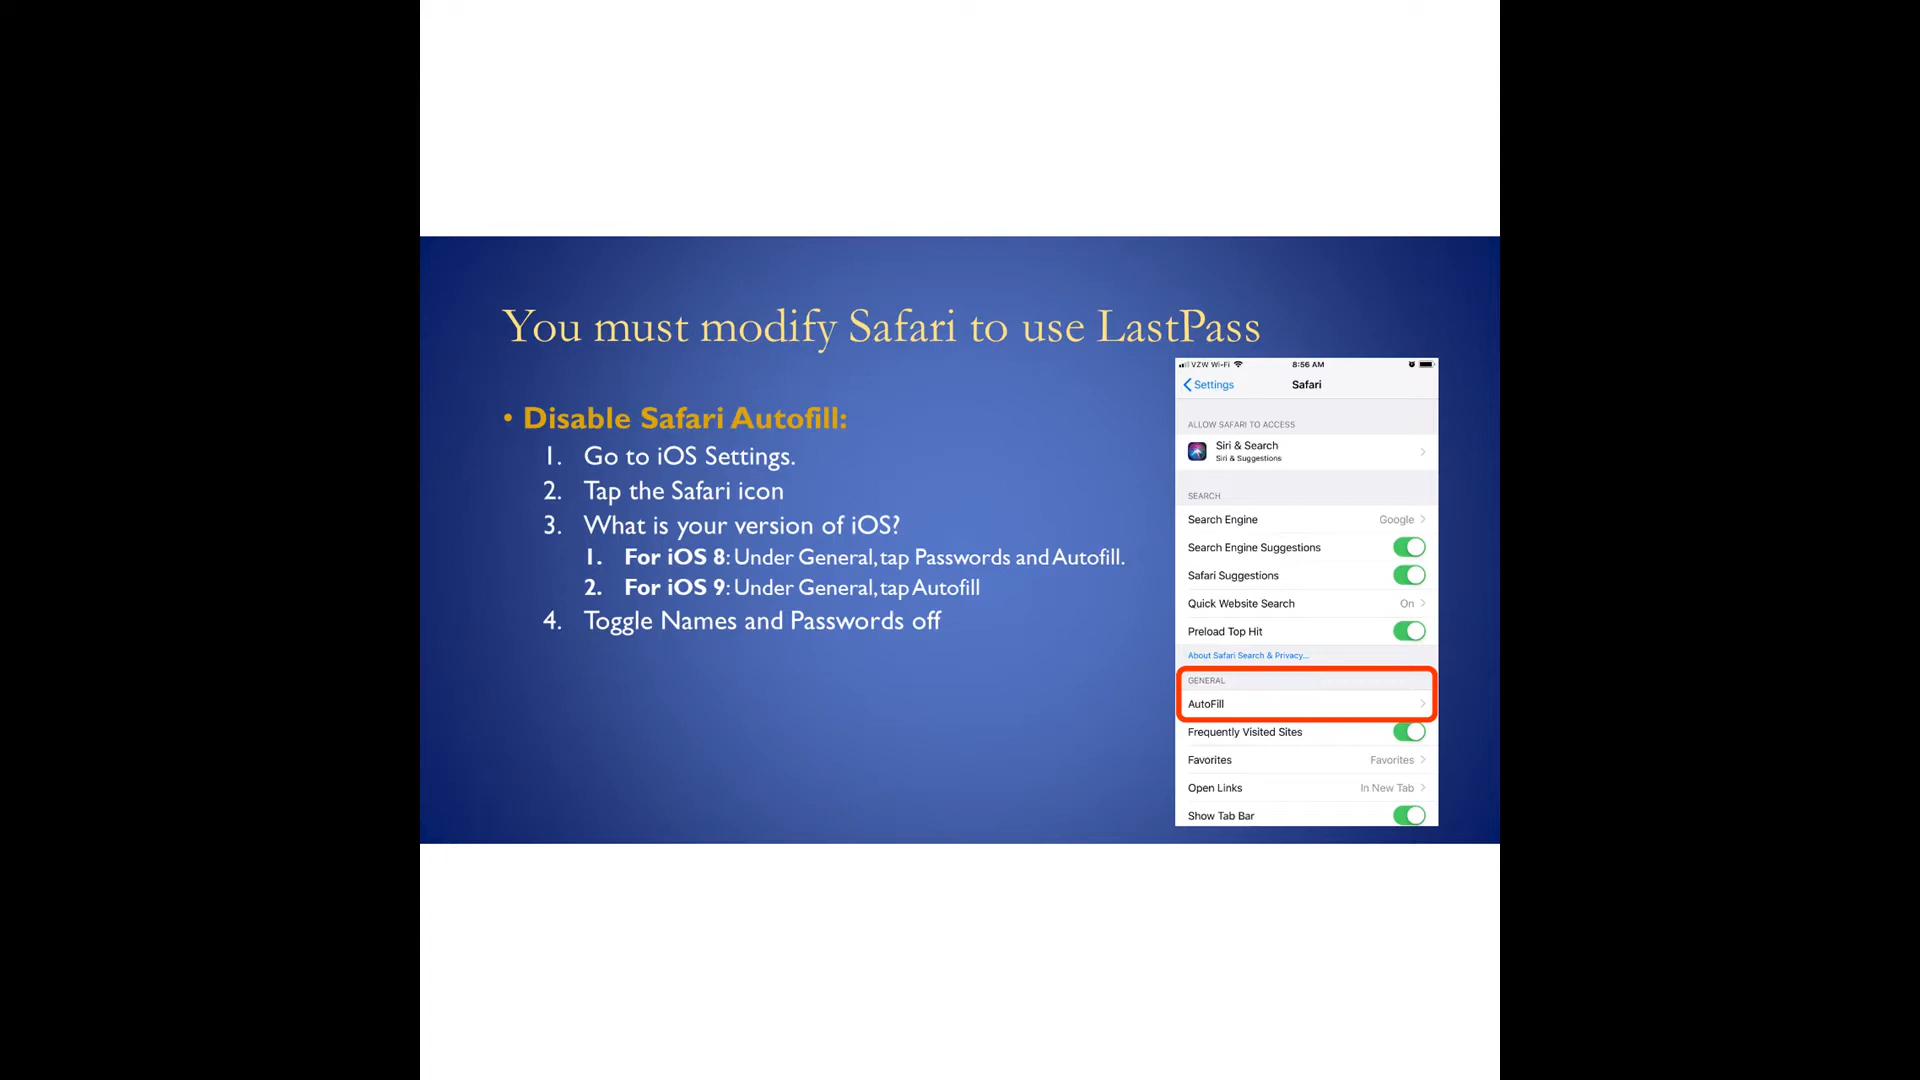 You must modify Safari to use LastPass
• Disable Safari Autofill:
1. Go to iOS Settings.
2. Tap the Safari icon
3. What is your version of iOS?
1. For iOS 8: Under General, tap Passwords and Autofill.
2. For iOS 9: Under General, tap Autofill
4. Toggle Names and Passwords off
VZW Wi-Fi 8:56 AM
Settings Safari
ALLOW SAFARI TO ACCESS
Siri & Search
Siri & Suggestions
SEARCH
Search Engine Google
Search Engine Suggestions
Safari Suggestions
Quick Website Search On
Preload Top Hit
About Safari Search & Privacy...
GENERAL
AutoFill
Frequently Visited Sites
Favorites Favorites
Open Links In New Tab
Show Tab Bar